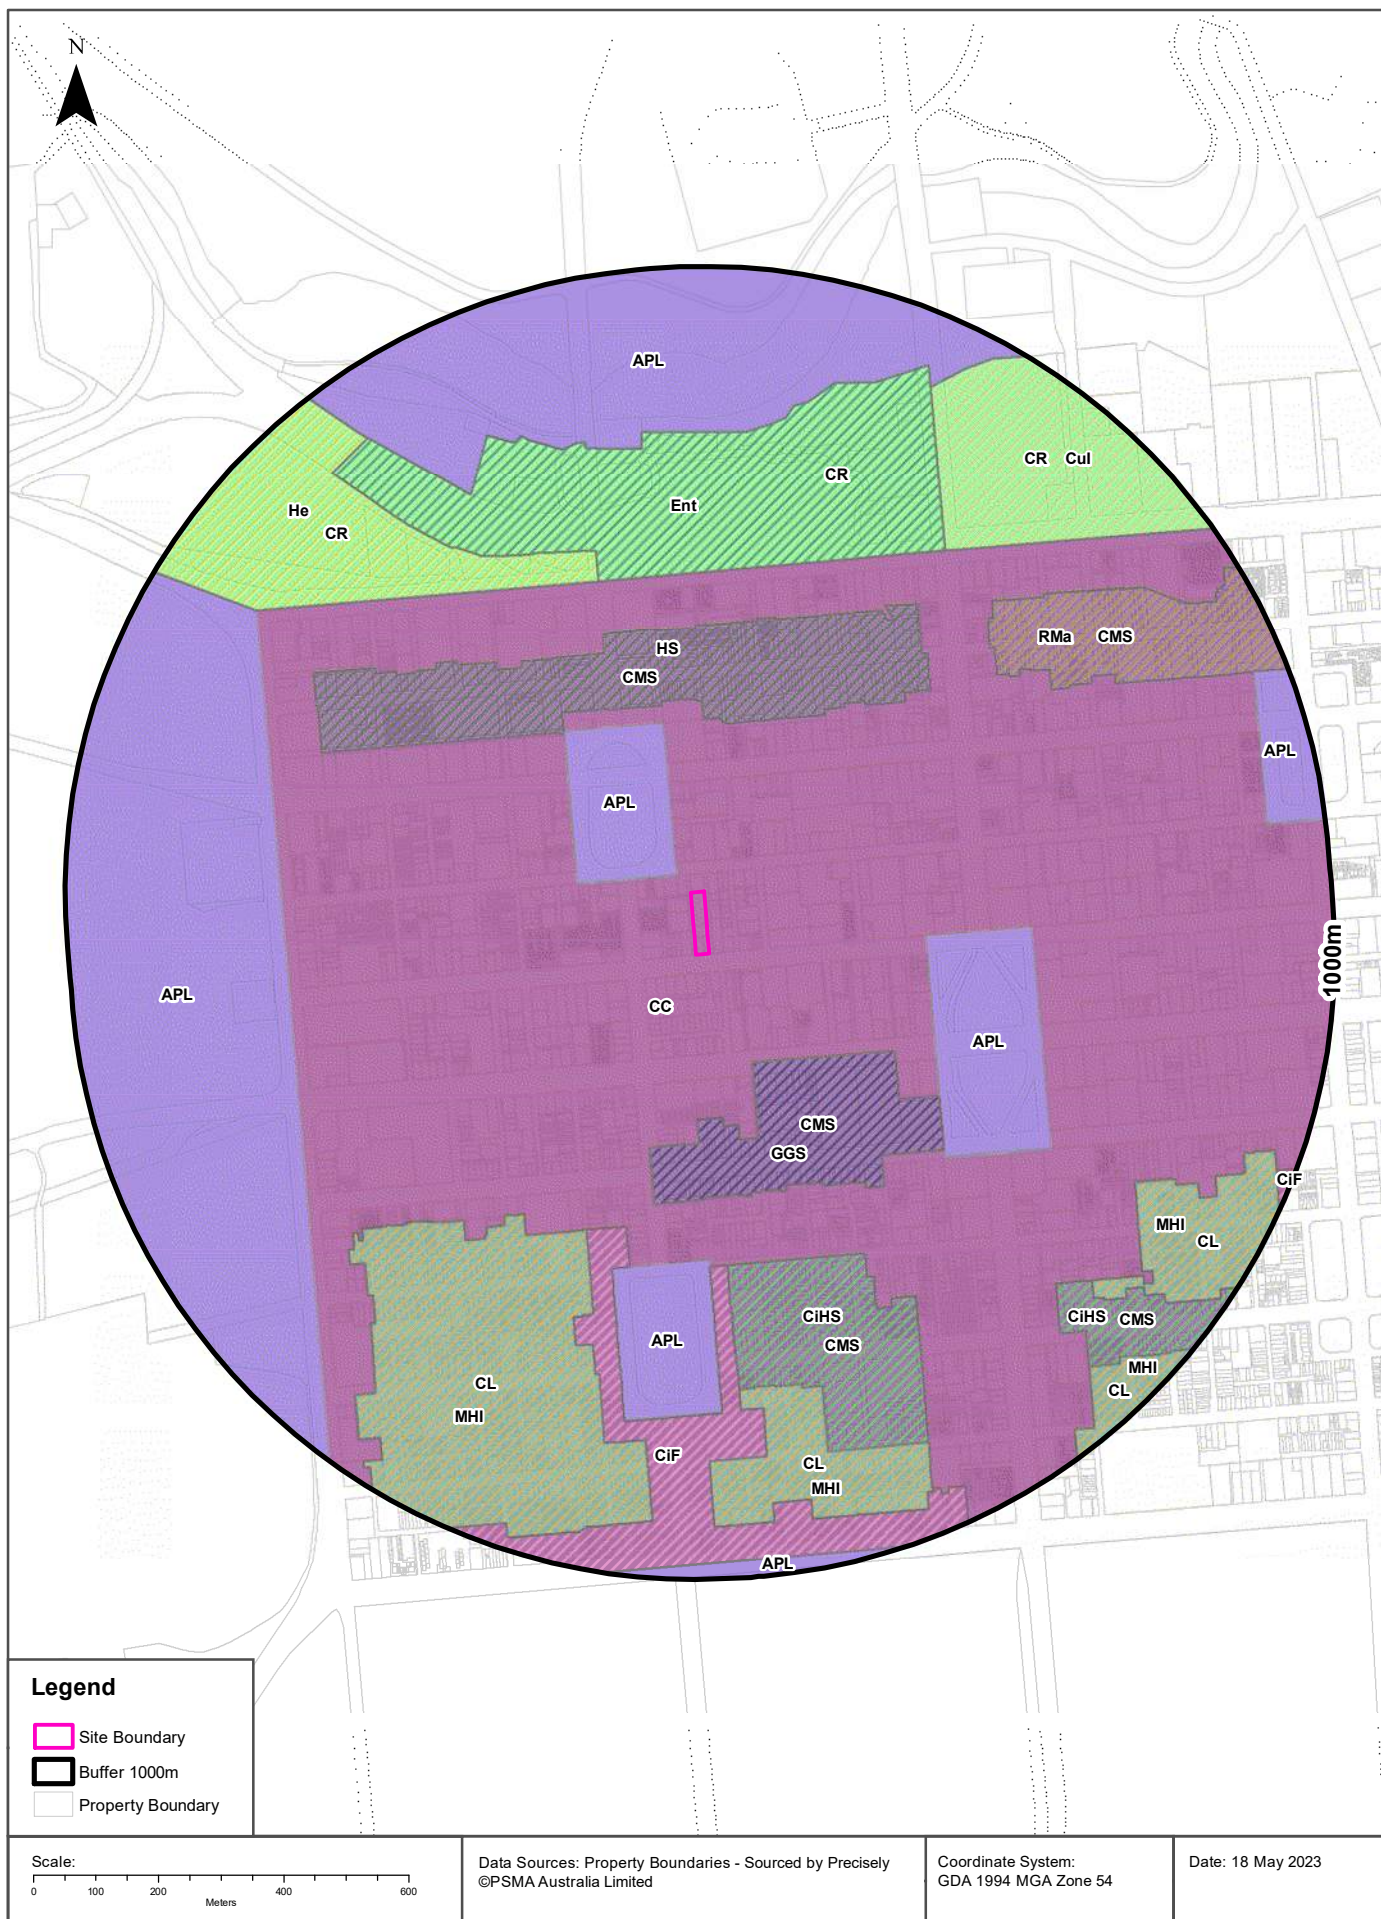 N
APL
CR
Cul
CR
Ent
He
CR
RMa
CMS
HS
CMS
APL
APL
1000m
APL
CC
APL
CMS
GGS
CiF
MHI
CL
CiHS
CMS
CiHS
CMS
APL
MHI
CL
CL
MHI
CiF
CL
MHI
APL
Legend
Site Boundary
Buffer 1000m
Property Boundary
Scale:
0 100 200 400 600
Meters
Data Sources: Property Boundaries - Sourced by Precisely
©PSMA Australia Limited
Coordinate System:
GDA 1994 MGA Zone 54
Date: 18 May 2023